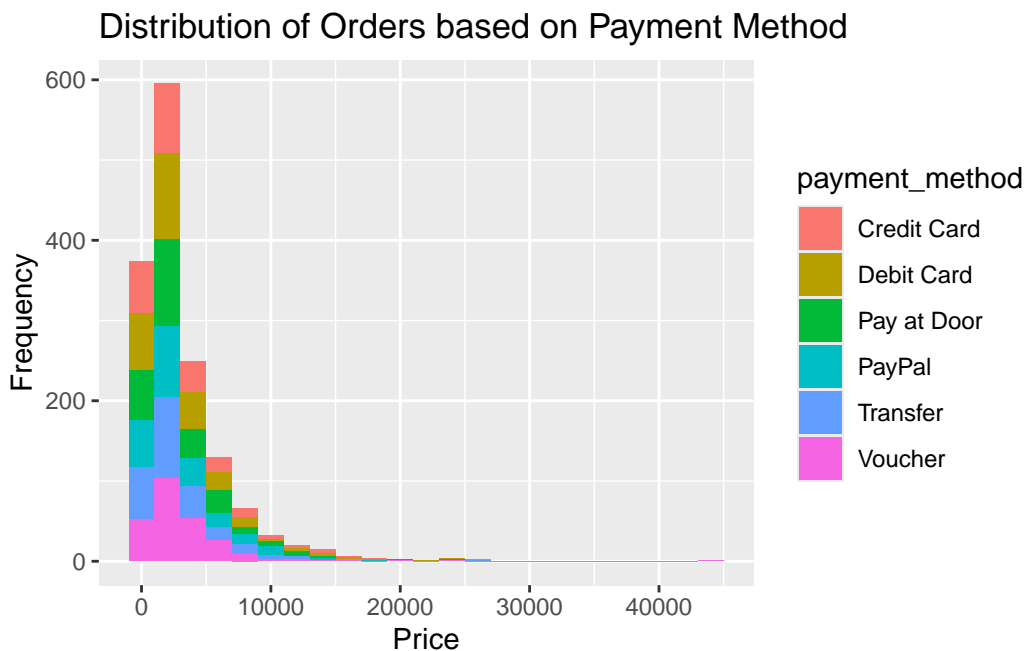 Distribution of Orders based on Payment Method
600
400
200
0
Frequency
0 10000 20000 30000 40000
Price
payment_method
Credit Card
Debit Card
Pay at Door
PayPal
Transfer
Voucher